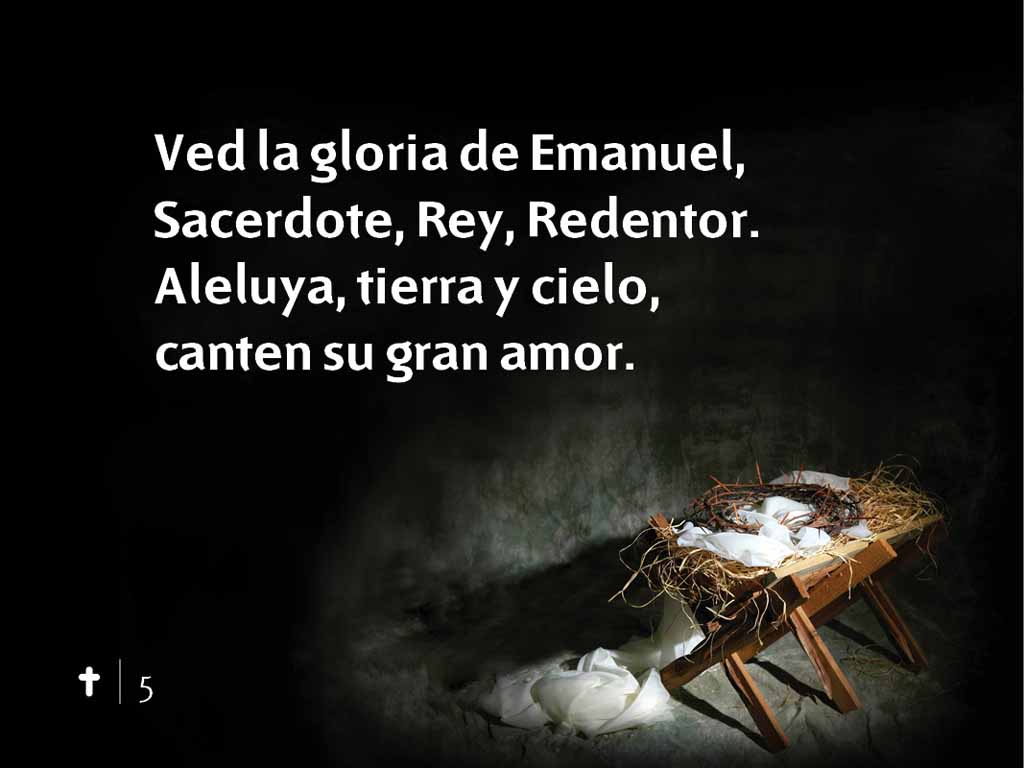 Ved la gloria de Emanuel,
Sacerdote, Rey, Redentor.
Aleluya, tierra y cielo,
canten su gran amor.
5